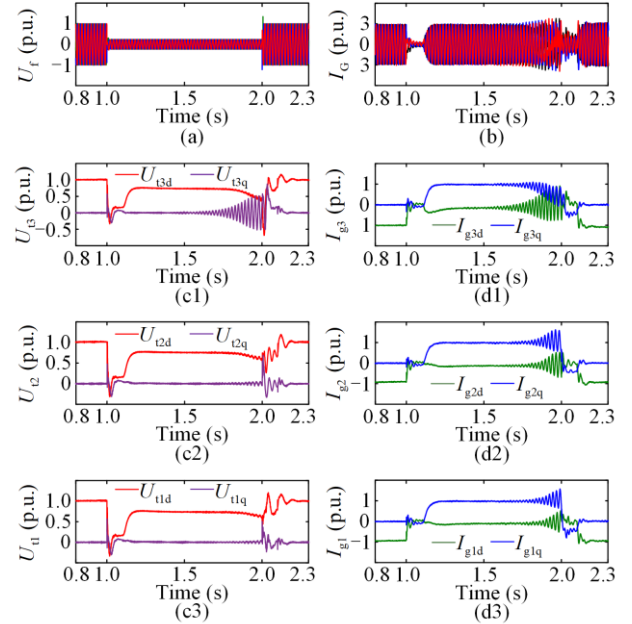 U_f (p.u.)
1
0
−1
0.8 1.0 1.5 2.0 2.3
Time (s)
(a)
I_G (p.u.)
3
0
3
0.8 1.0 1.5 2.0 2.3
Time (s)
(b)
U_t3 (p.u.)
1.0
0.5
0
−0.5
U_t3d U_t3q
0.8 1.0 1.5 2.0 2.3
Time (s)
(c1)
I_g3 (p.u.)
1
0
−1
I_g3d I_g3q
0.8 1.0 1.5 2.0 2.3
Time (s)
(d1)
U_t2 (p.u.)
1.0
0.5
0
U_t2d U_t2q
0.8 1.0 1.5 2.0 2.3
Time (s)
(c2)
I_g2 (p.u.)
1
0
−1
I_g2d I_g2q
0.8 1.0 1.5 2.0 2.3
Time (s)
(d2)
U_t1 (p.u.)
1.0
0.5
0
U_t1d U_t1q
0.8 1.0 1.5 2.0 2.3
Time (s)
(c3)
I_g1 (p.u.)
1
0
−1
I_g1d I_g1q
0.8 1.0 1.5 2.0 2.3
Time (s)
(d3)